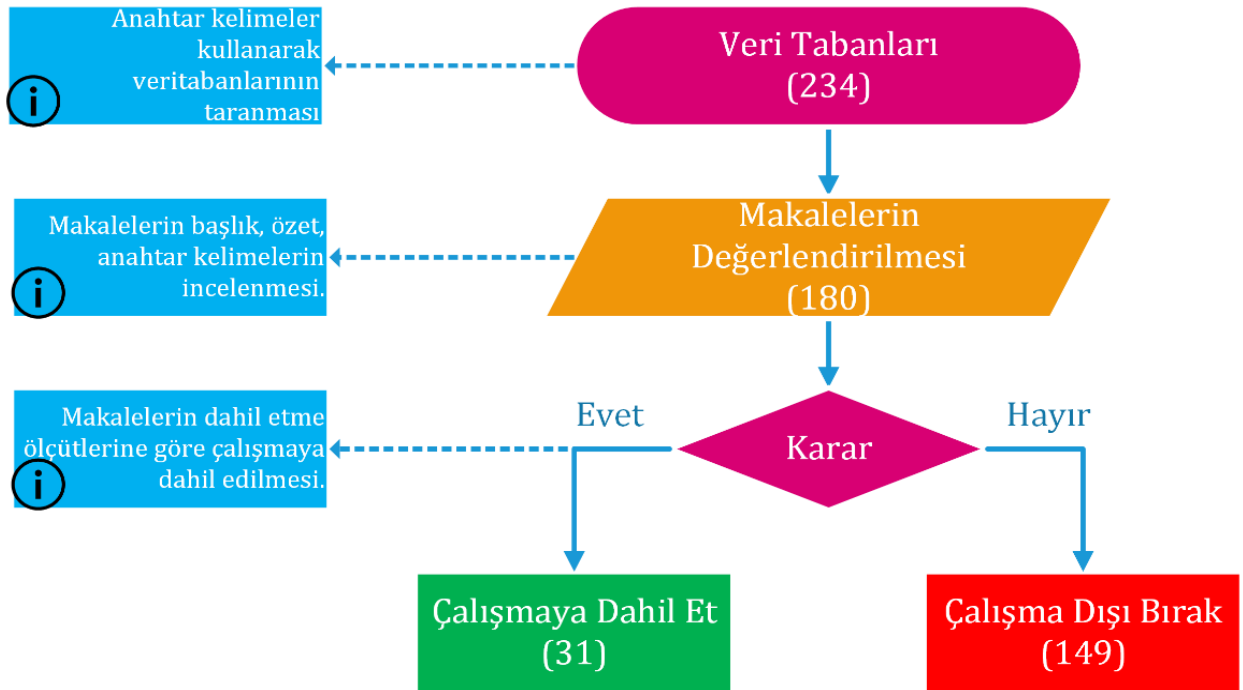 Anahtar kelimeler
kullanarak
veritabanlarının
taranması
i
Veri Tabanları
(234)
Makalelerin başlık, özet,
anahtar kelimelerin
incelenmesi.
i
Makalelerin
Değerlendirilmesi
(180)
Makalelerin dahil etme
ölçütlerine göre çalışmaya
dahil edilmesi.
i
Evet
Karar
Hayır
Çalışmaya Dahil Et
(31)
Çalışma Dışı Bırak
(149)